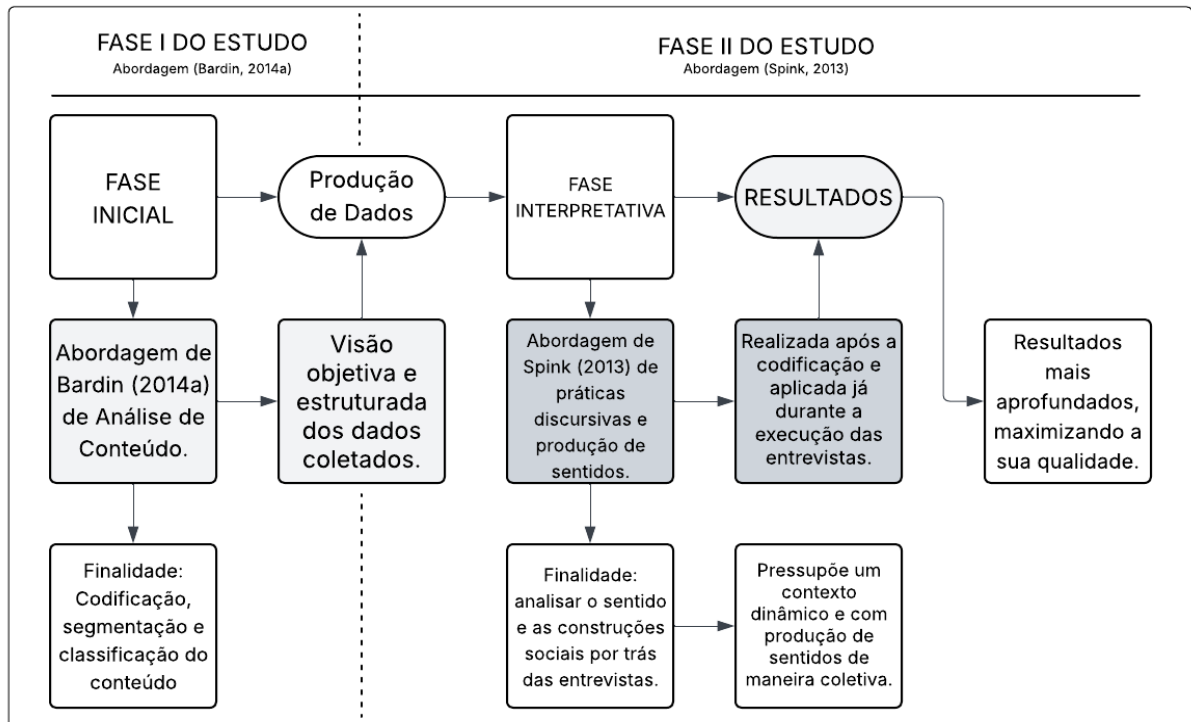 FASE I DO ESTUDO
Abordagem (Bardin, 2014a)
FASE II DO ESTUDO
Abordagem (Spink, 2013)
FASE
INICIAL
Produção
de Dados
FASE
INTERPRETATIVA
RESULTADOS
Abordagem de
Bardin (2014a)
de Análise de
Conteúdo.
Visão
objetiva e
estruturada
dos dados
coletados.
Abordagem de
Spink (2013) de
práticas
discursivas e
produção de
sentidos.
Realizada após a
codificação e
aplicada já
durante a
execução das
entrevistas.
Resultados
mais
aprofundados,
maximizando a
sua qualidade.
Finalidade:
Codificação,
segmentação e
classificação do
conteúdo
Finalidade:
analisar o sentido
e as construções
sociais por trás
das entrevistas.
Pressupõe um
contexto
dinâmico e com
produção de
sentidos de
maneira coletiva.